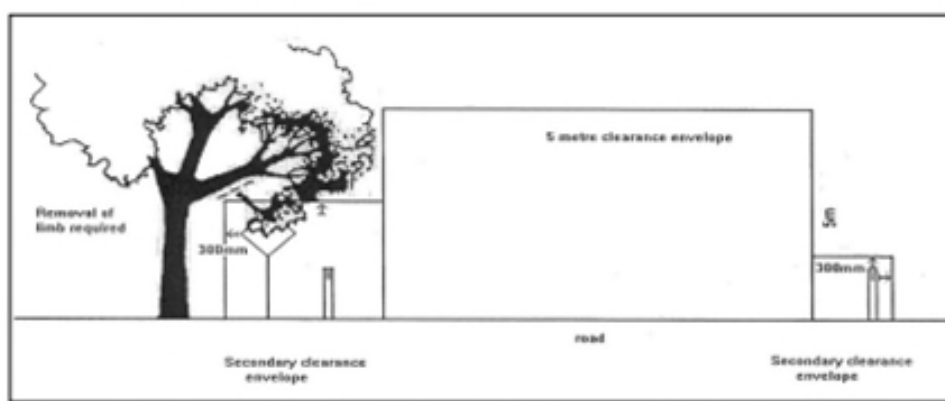 5 metre clearance envelope
Removal of
limb required
300mm
5m
300mm
road
Secondary clearance
envelope
Secondary clearance
envelope